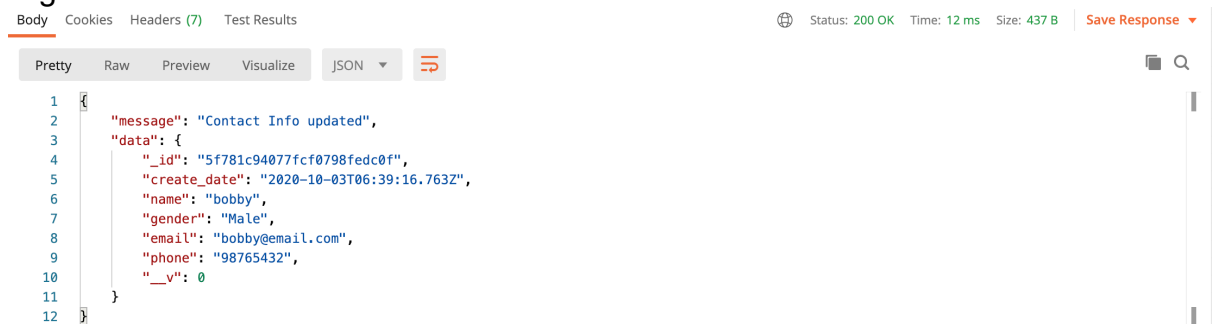 Body Cookies Headers (7) Test Results Status: 200 OK Time: 12 ms Size: 437 B Save Response
Pretty Raw Preview Visualize JSON
1 {
2 "message": "Contact Info updated",
3 "data": {
4 "_id": "5f781c94077fcf0798fedc0f",
5 "create_date": "2020-10-03T06:39:16.763Z",
6 "name": "bobby",
7 "gender": "Male",
8 "email": "bobby@email.com",
9 "phone": "98765432",
10 "__v": 0
11 }
12 }